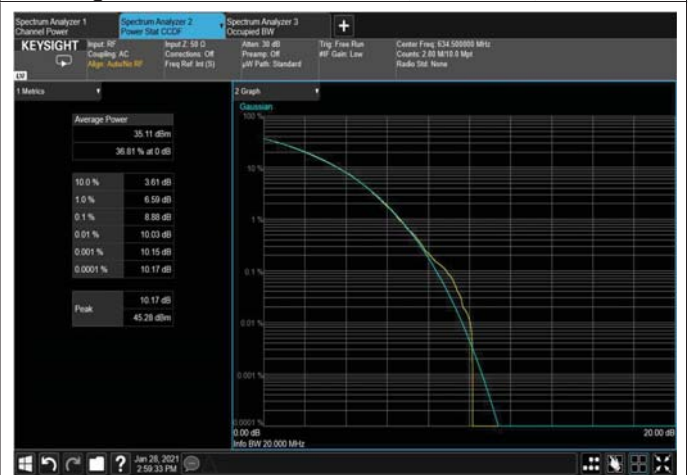 Spectrum Analyzer 1
Channel Power
Spectrum Analyzer 2
Power Stat CCDF
Spectrum Analyzer 3
Occupied BW
+
KEYSIGHT
Input: RF
Coupling: AC
Align: Auto/No RF
Input Z: 50 Ω
Corrections: Off
Freq Ref: Int (S)
Atten: 30 dB
Preamp: Off
µW Path: Standard
Trig: Free Run
#IF Gain: Low
Center Freq: 634.500000 MHz
Counts: 2.00 M/10.0 Mpt
Radio Std: None
LV
1 Metrics
Average Power
35.11 dBm
36.81 % at 0 dB
10.0 % 3.61 dB
1.0 % 6.59 dB
0.1 % 8.88 dB
0.01 % 10.03 dB
0.001 % 10.15 dB
0.0001 % 10.17 dB
Peak
10.17 dB
45.28 dBm
2 Graph
Gaussian
100 %
10 %
1 %
0.1 %
0.01 %
0.001 %
0.0001 %
0.00 dB
20.00 dB
Info BW 20.000 MHz
?
Jan 28, 2021
2:59:33 PM